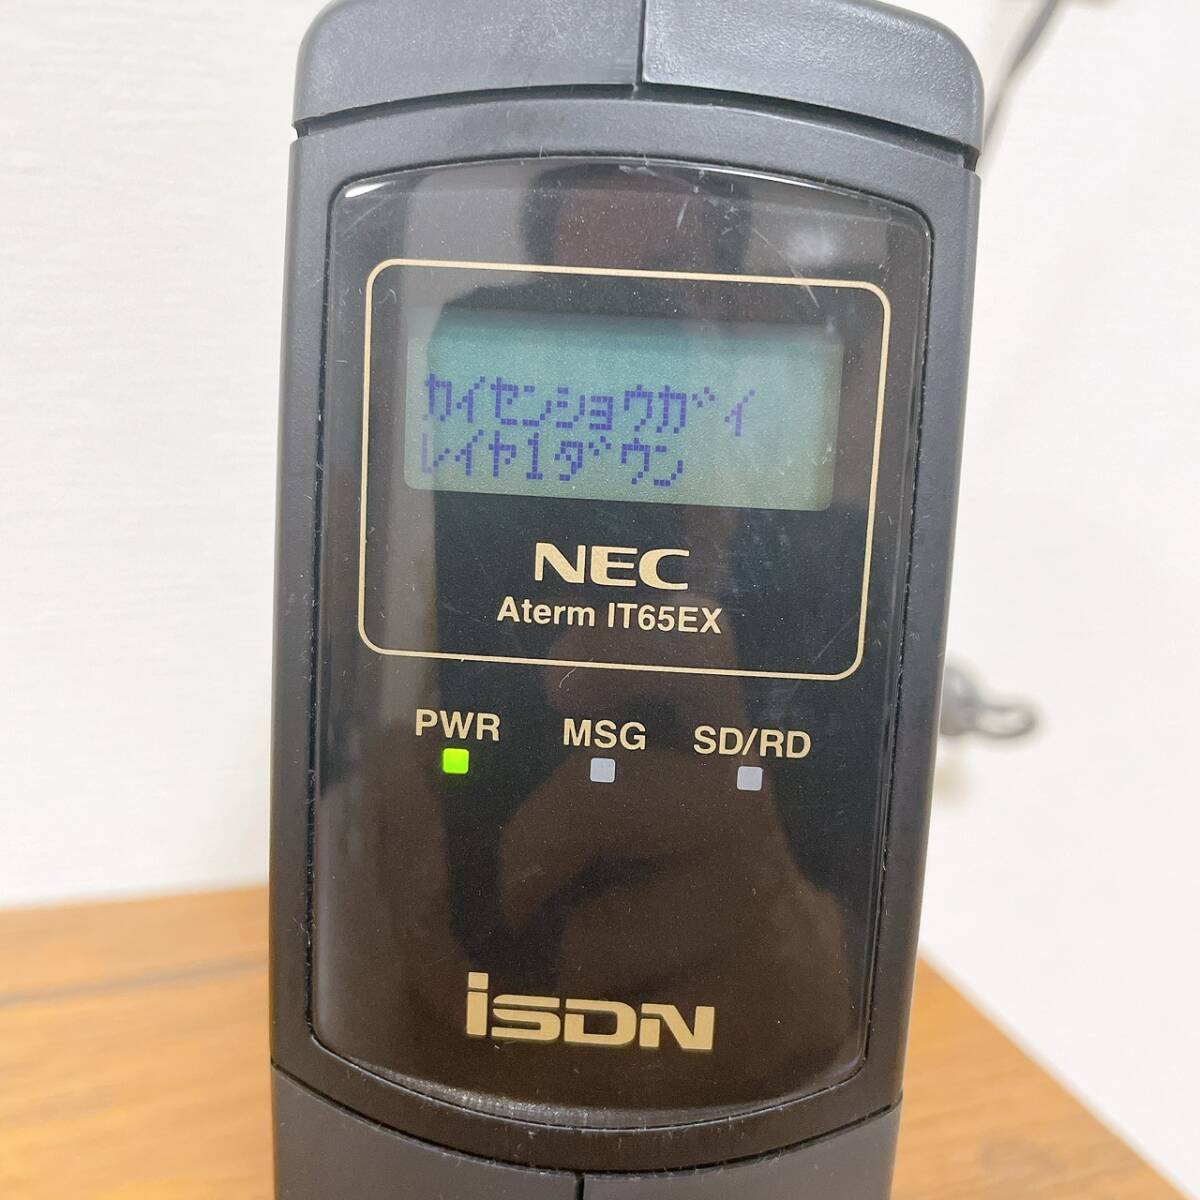 カイセンショウガイ
レイヤ1ダウン
NEC
Aterm IT65EX
PWR MSG SD/RD
iSDN